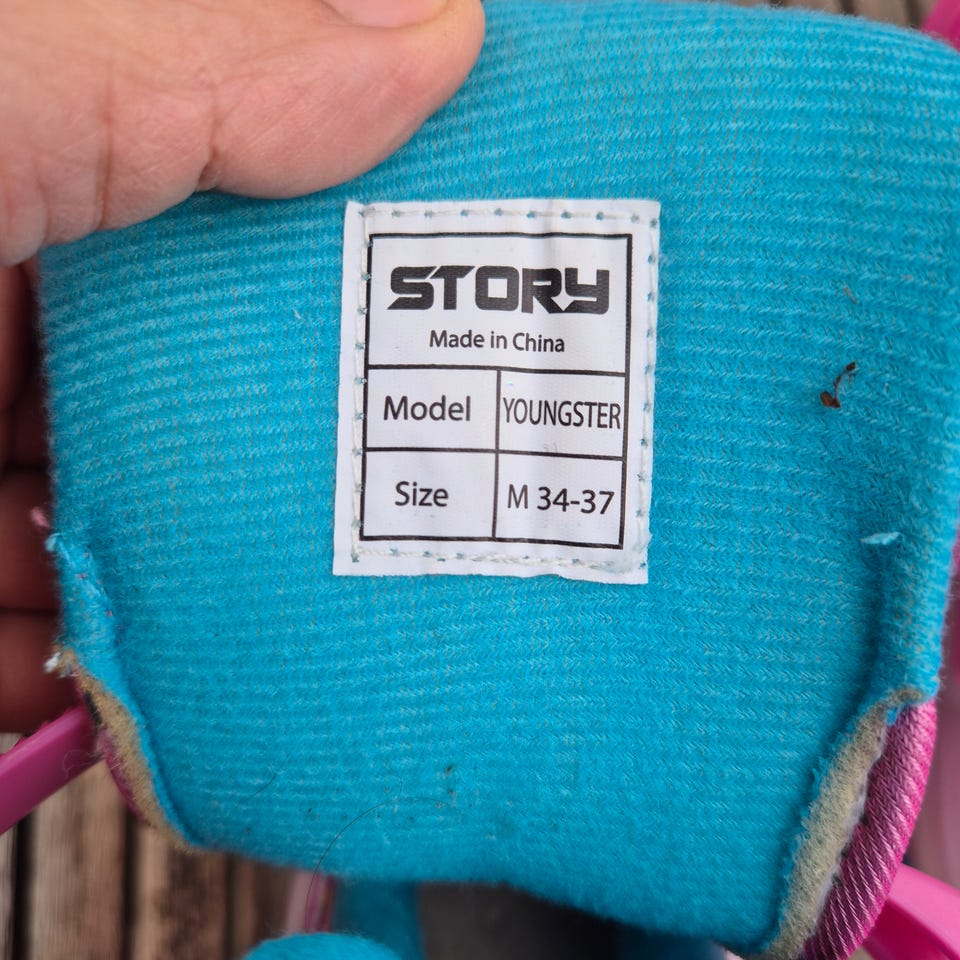 STORY
Made in China
Model YOUNGSTER
Size M 34-37